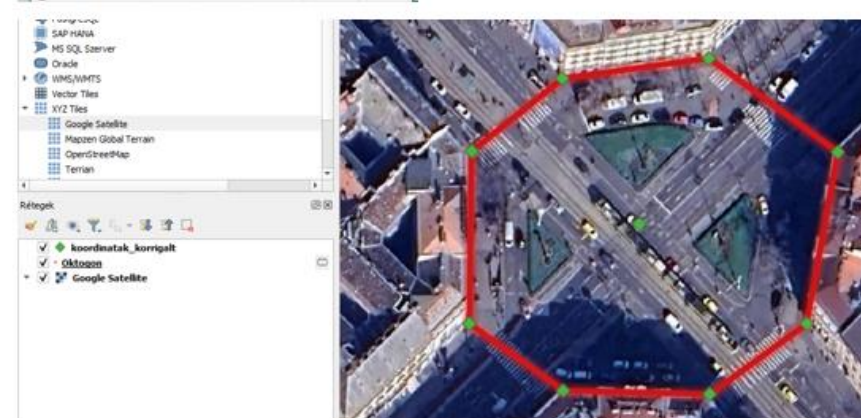 PostgreSQL
SAP HANA
MS SQL Szerver
Oracle
WMS/WMTS
Vector Tiles
XYZ Tiles
Google Satellite
Mapzen Global Terrain
OpenStreetMap
Terrian
Rétegek
koordinatak_korrigalt
Oktogon
Google Satellite